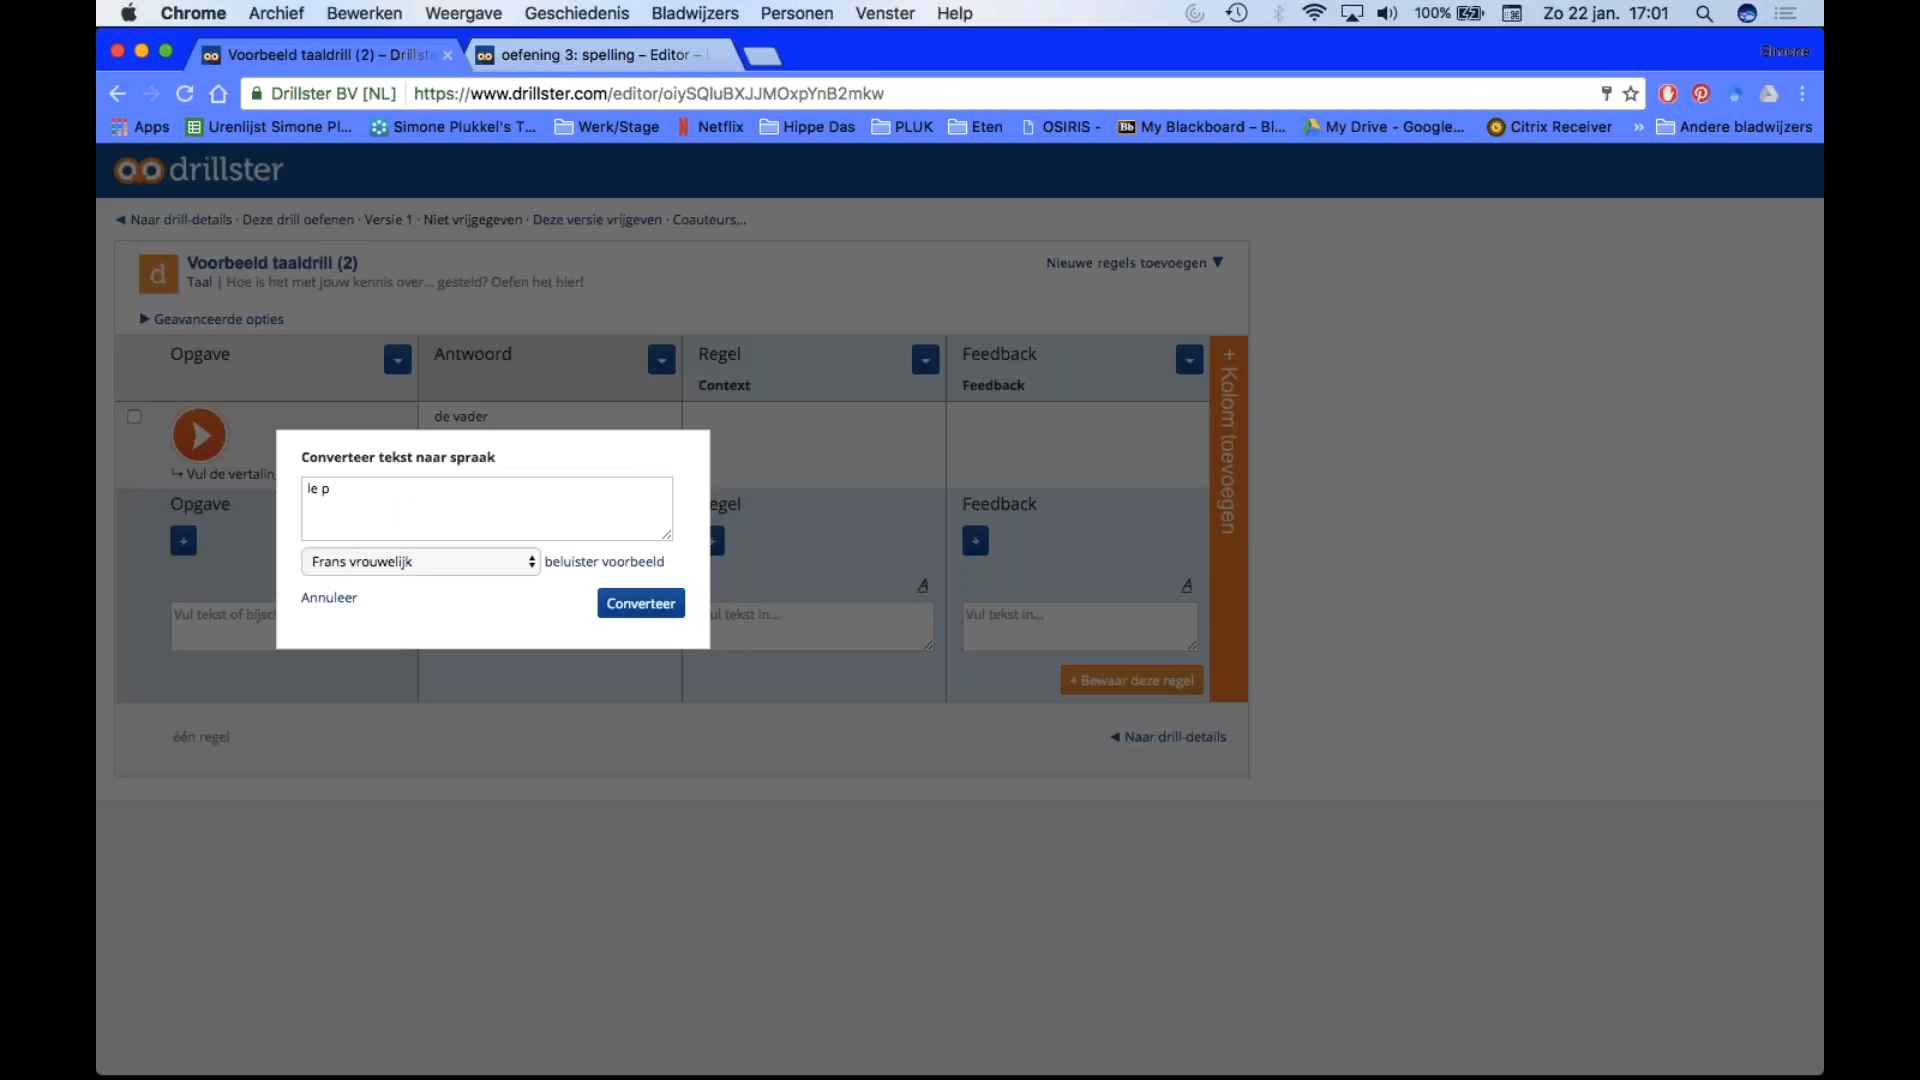 Chrome Archief Bewerken Weergave Geschiedenis Bladwijzers Personen Venster Help 100% Zo 22 jan. 17:01
Voorbeeld taaldrill (2) – Drillste oefening 3: spelling – Editor – Simone
Drillster BV [NL] https://www.drillster.com/editor/oiySQIuBXJJMOxpYnB2mkw
Apps Urenlijst Simone Pl... Simone Plukkel's T... Werk/Stage Netflix Hippe Das PLUK Eten OSIRIS - Bb My Blackboard – Bl... My Drive - Google... Citrix Receiver » Andere bladwijzers
drillster
◀ Naar drill-details · Deze drill oefenen · Versie 1 · Niet vrijgegeven · Deze versie vrijgeven · Coauteurs...
d Voorbeeld taaldrill (2) Nieuwe regels toevoegen ▼
Taal | Hoe is het met jouw kennis over... gesteld? Oefen het hier!
▶ Geavanceerde opties
Opgave Antwoord Regel Feedback
Context Feedback
+ Kolom toevoegen
de vader
Converteer tekst naar spraak
↳ Vul de vertalin
le p
Opgave egel Feedback
+ +
Frans vrouwelijk beluister voorbeeld
A A
Annuleer Converteer
Vul tekst of bijsc ul tekst in... Vul tekst in...
+ Bewaar deze regel
één regel ◀ Naar drill-details